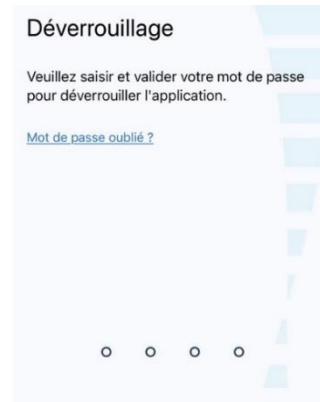 Déverrouillage
Veuillez saisir et valider votre mot de passe
pour déverrouiller l'application.
Mot de passe oublié ?